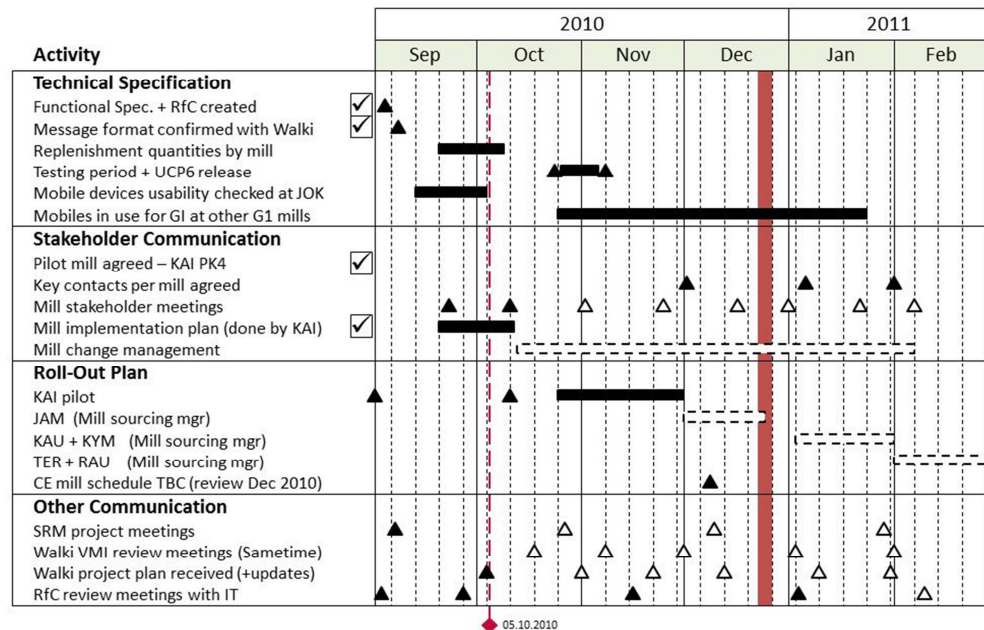 2010 2011
Activity Sep Oct Nov Dec Jan Feb
Technical Specification
Functional Spec. + RfC created
Message format confirmed with Walki
Replenishment quantities by mill
Testing period + UCP6 release
Mobile devices usability checked at JOK
Mobiles in use for GI at other G1 mills
Stakeholder Communication
Pilot mill agreed – KAI PK4
Key contacts per mill agreed
Mill stakeholder meetings
Mill implementation plan (done by KAI)
Mill change management
Roll-Out Plan
KAI pilot
JAM (Mill sourcing mgr)
KAU + KYM (Mill sourcing mgr)
TER + RAU (Mill sourcing mgr)
CE mill schedule TBC (review Dec 2010)
Other Communication
SRM project meetings
Walki VMI review meetings (Sametime)
Walki project plan received (+updates)
RfC review meetings with IT
05.10.2010